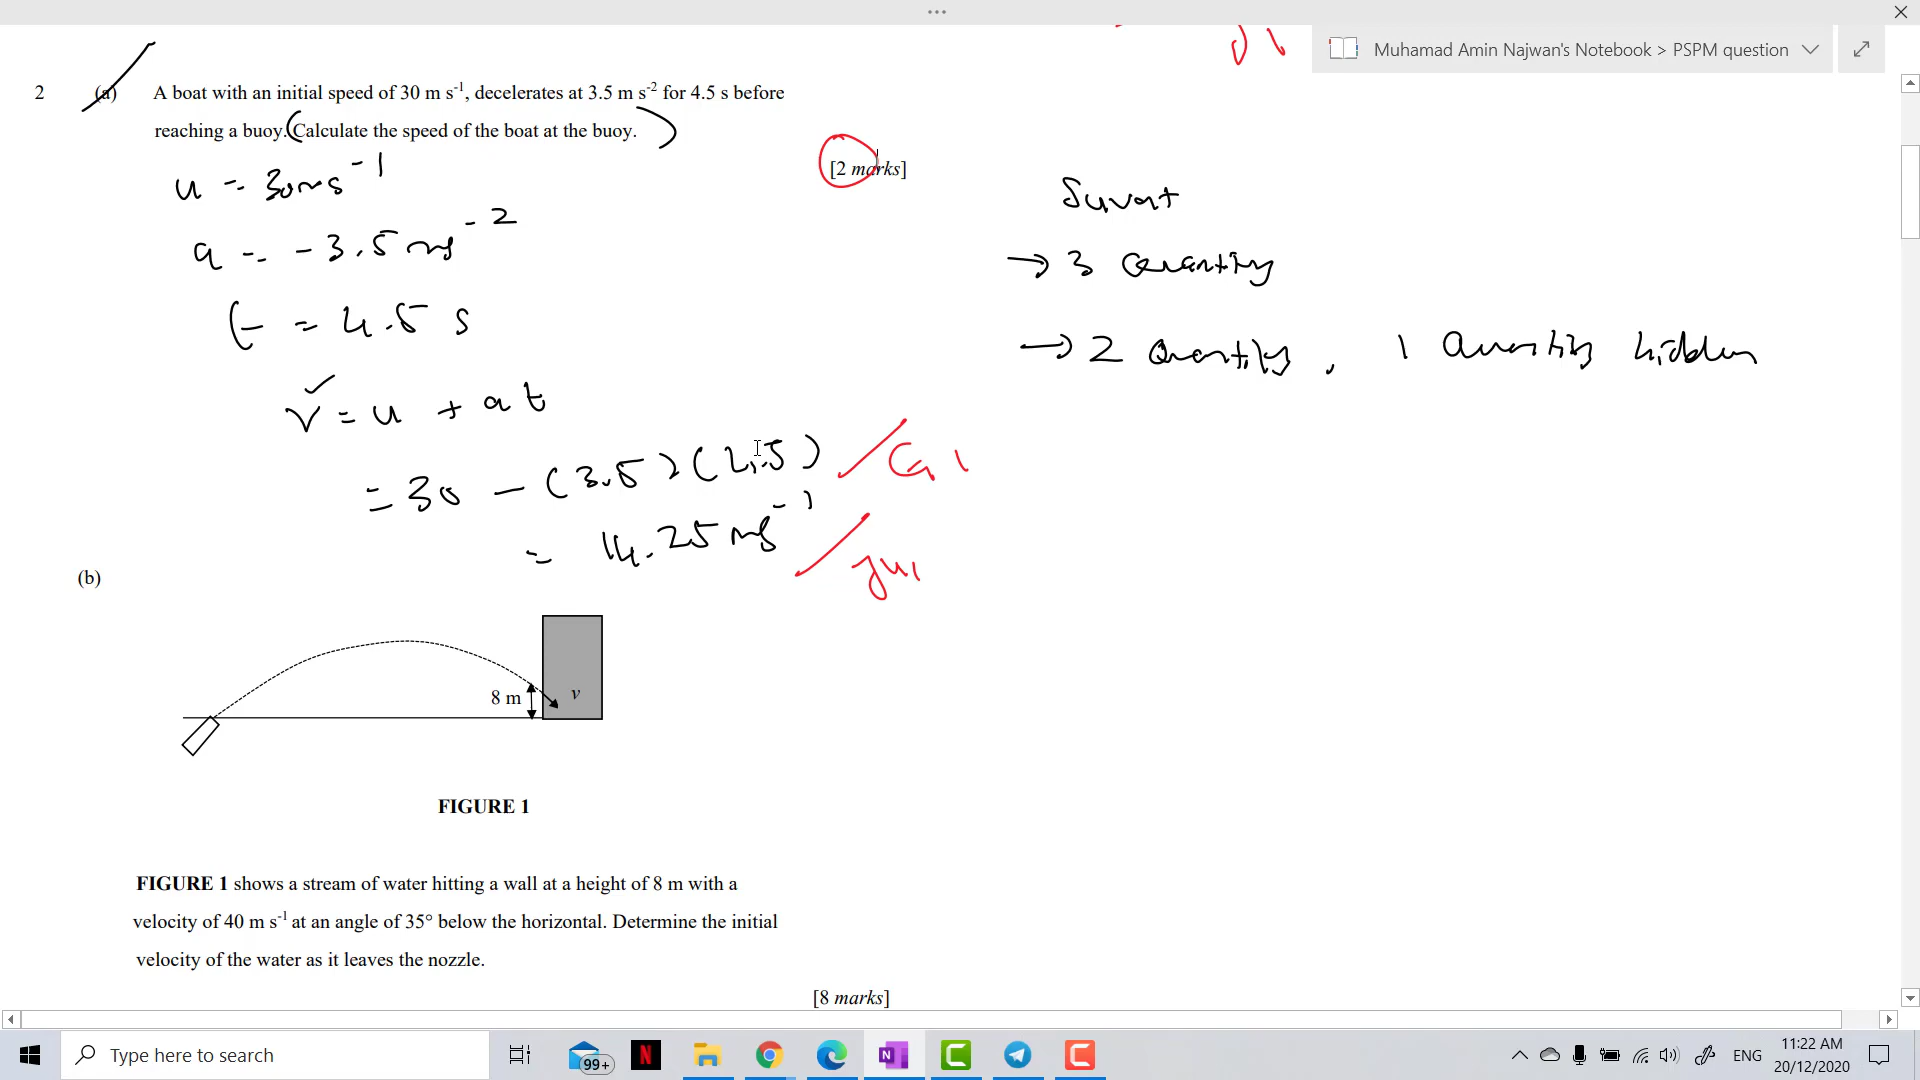 Muhamad Amin Najwan's Notebook > PSPM question
2 (a) A boat with an initial speed of 30 m s⁻¹, decelerates at 3.5 m s⁻² for 4.5 s before
reaching a buoy. Calculate the speed of the boat at the buoy.
[2 marks]
u = 30ms⁻¹
a = -3.5 ms⁻²
t = 4.5 s
v = u + at
= 30 - (3.5)(4.5) G1
= 14.25 ms⁻¹ JU1
Suvat
→ 3 Quantity
→ 2 Quantity, 1 Quantity hidden
(b)
8 m
v
FIGURE 1
FIGURE 1 shows a stream of water hitting a wall at a height of 8 m with a
velocity of 40 m s⁻¹ at an angle of 35° below the horizontal. Determine the initial
velocity of the water as it leaves the nozzle.
[8 marks]
Type here to search
99+
N
N
C
C
ENG
11:22 AM
20/12/2020